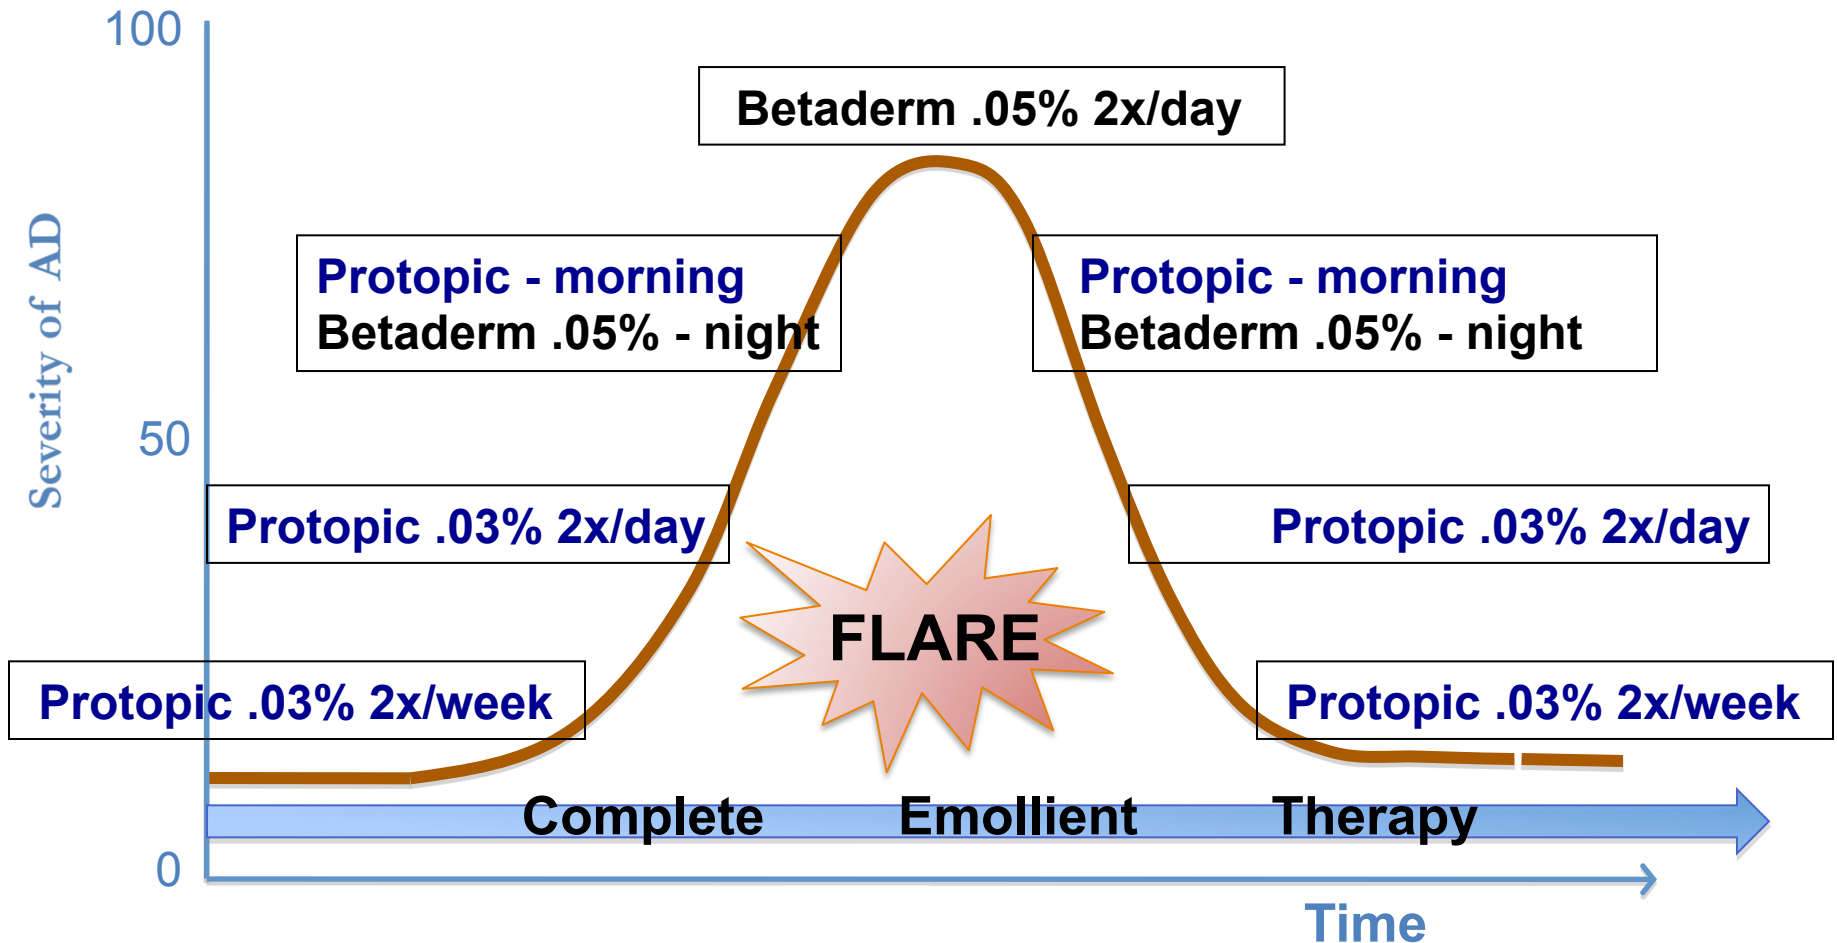 100
Betaderm .05% 2x/day
Severity of AD
Protopic - morning
Betaderm .05% - night
Protopic - morning
Betaderm .05% - night
50
Protopic .03% 2x/day
Protopic .03% 2x/day
FLARE
Protopic .03% 2x/week
Protopic .03% 2x/week
Complete Emollient Therapy
0
Time